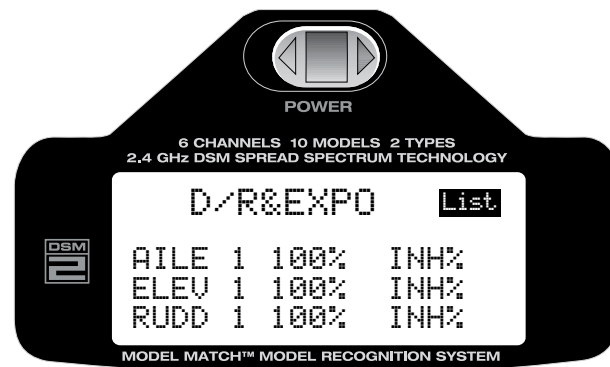 POWER
6 CHANNELS 10 MODELS 2 TYPES
2.4 GHz DSM SPREAD SPECTRUM TECHNOLOGY
D/R&EXPO List
DSM
2
AILE 1 100% INH%
ELEV 1 100% INH%
RUDD 1 100% INH%
MODEL MATCH™ MODEL RECOGNITION SYSTEM